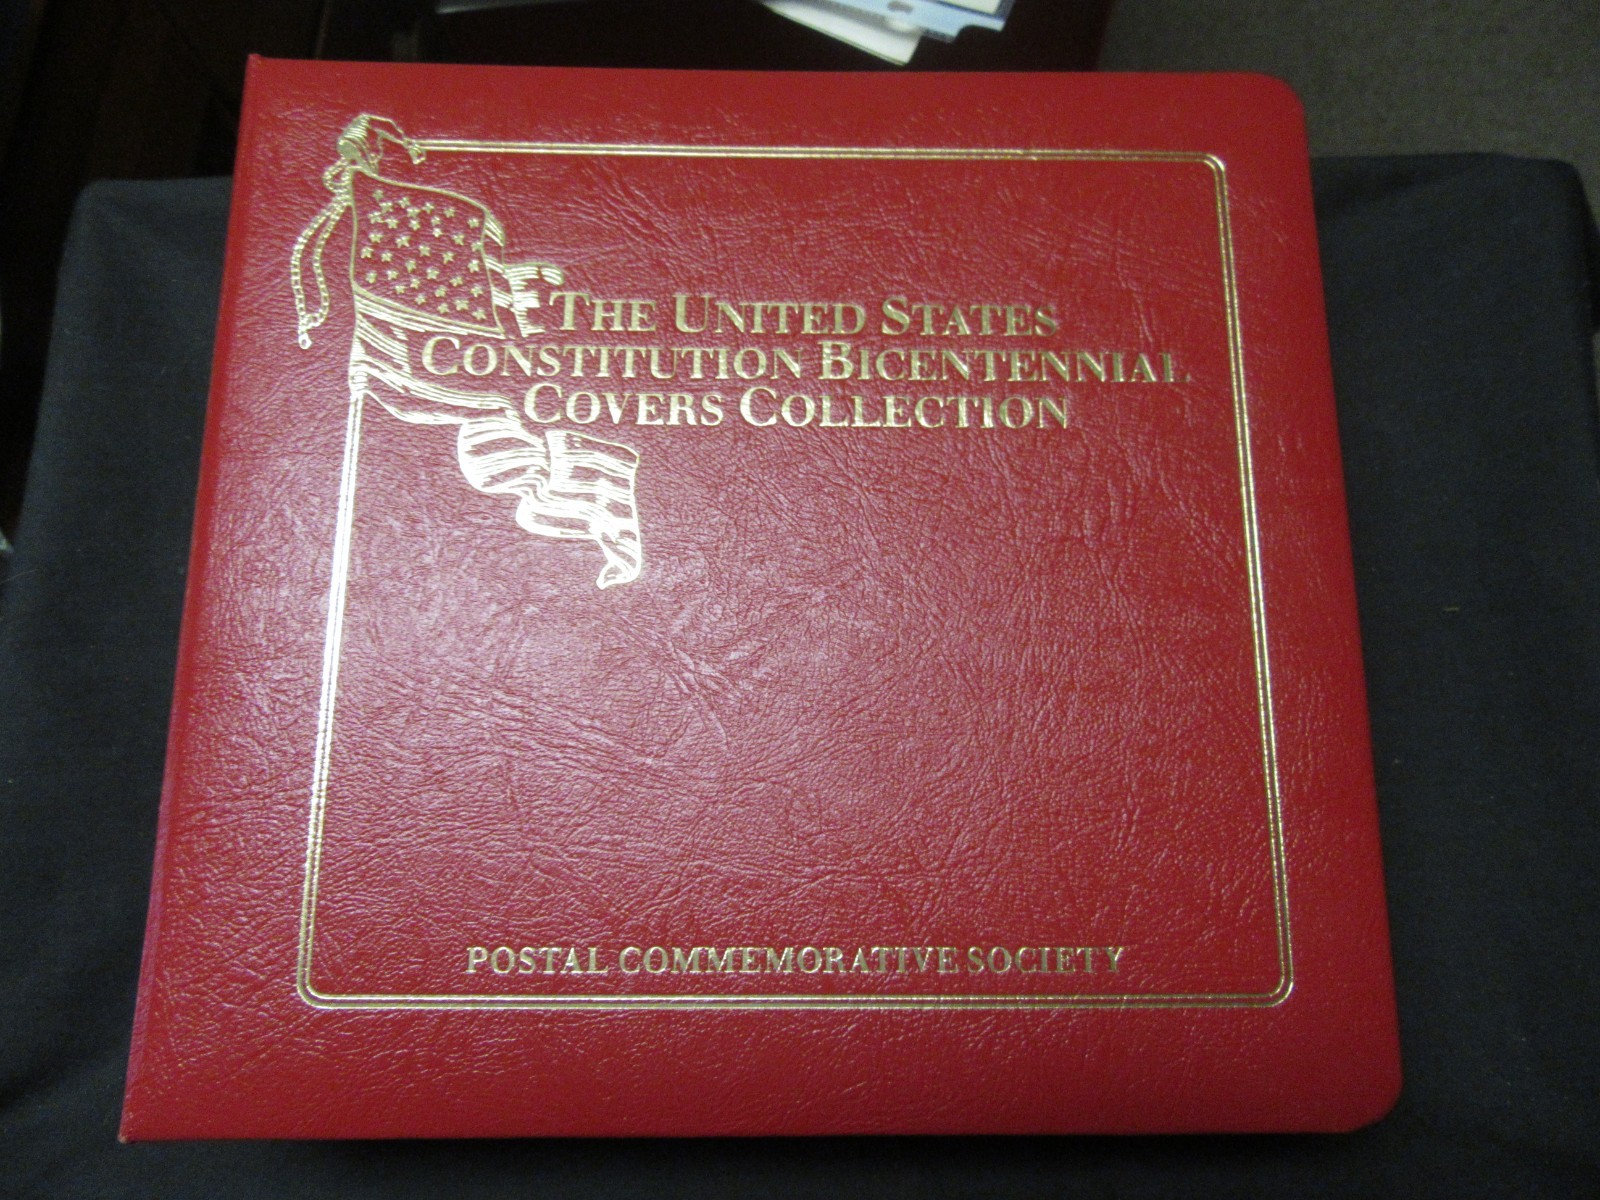 THE UNITED STATES
CONSTITUTION BICENTENNIAL
COVERS COLLECTION
POSTAL COMMEMORATIVE SOCIETY